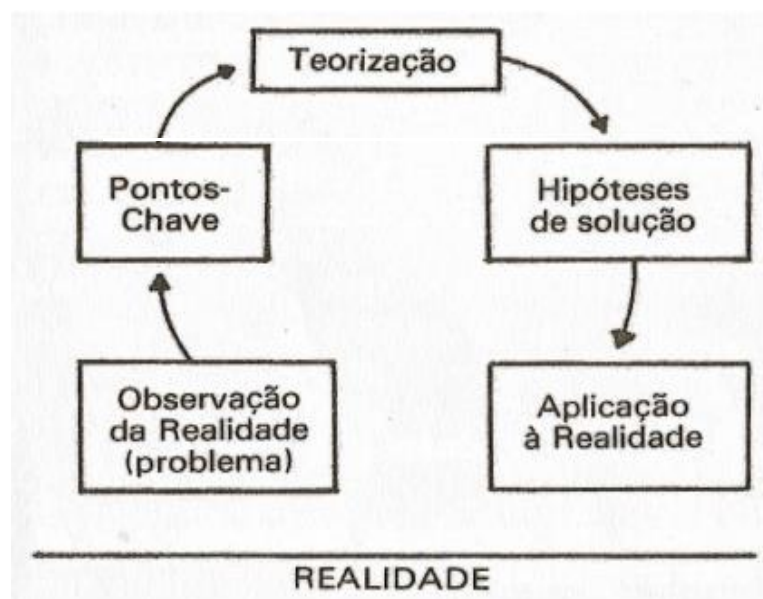 Teorização
Pontos-
Chave
Hipóteses
de solução
Observação
da Realidade
(problema)
Aplicação
à Realidade
REALIDADE